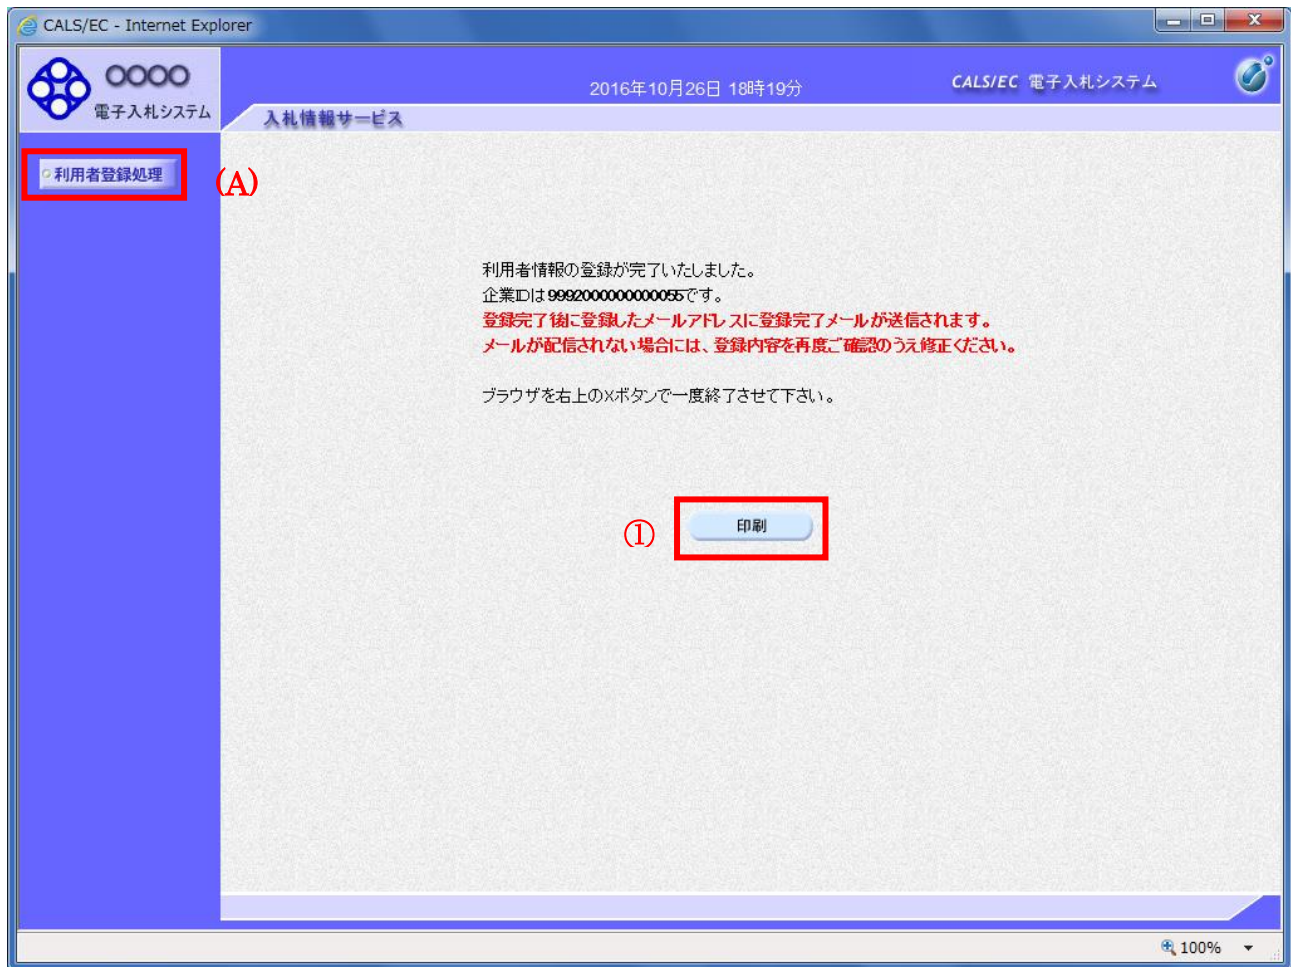 CALS/EC - Internet Explorer
〇〇〇〇
電子入札システム
2016年10月26日 18時19分
CALS/EC 電子入札システム
入札情報サービス
利用者登録処理
(A)
利用者情報の登録が完了いたしました。
企業IDは9992000000000055です。
登録完了後に登録したメールアドレスに登録完了メールが送信されます。
メールが配信されない場合には、登録内容を再度ご確認のうえ修正ください。
ブラウザを右上の×ボタンで一度終了させて下さい。
① 印刷
100%